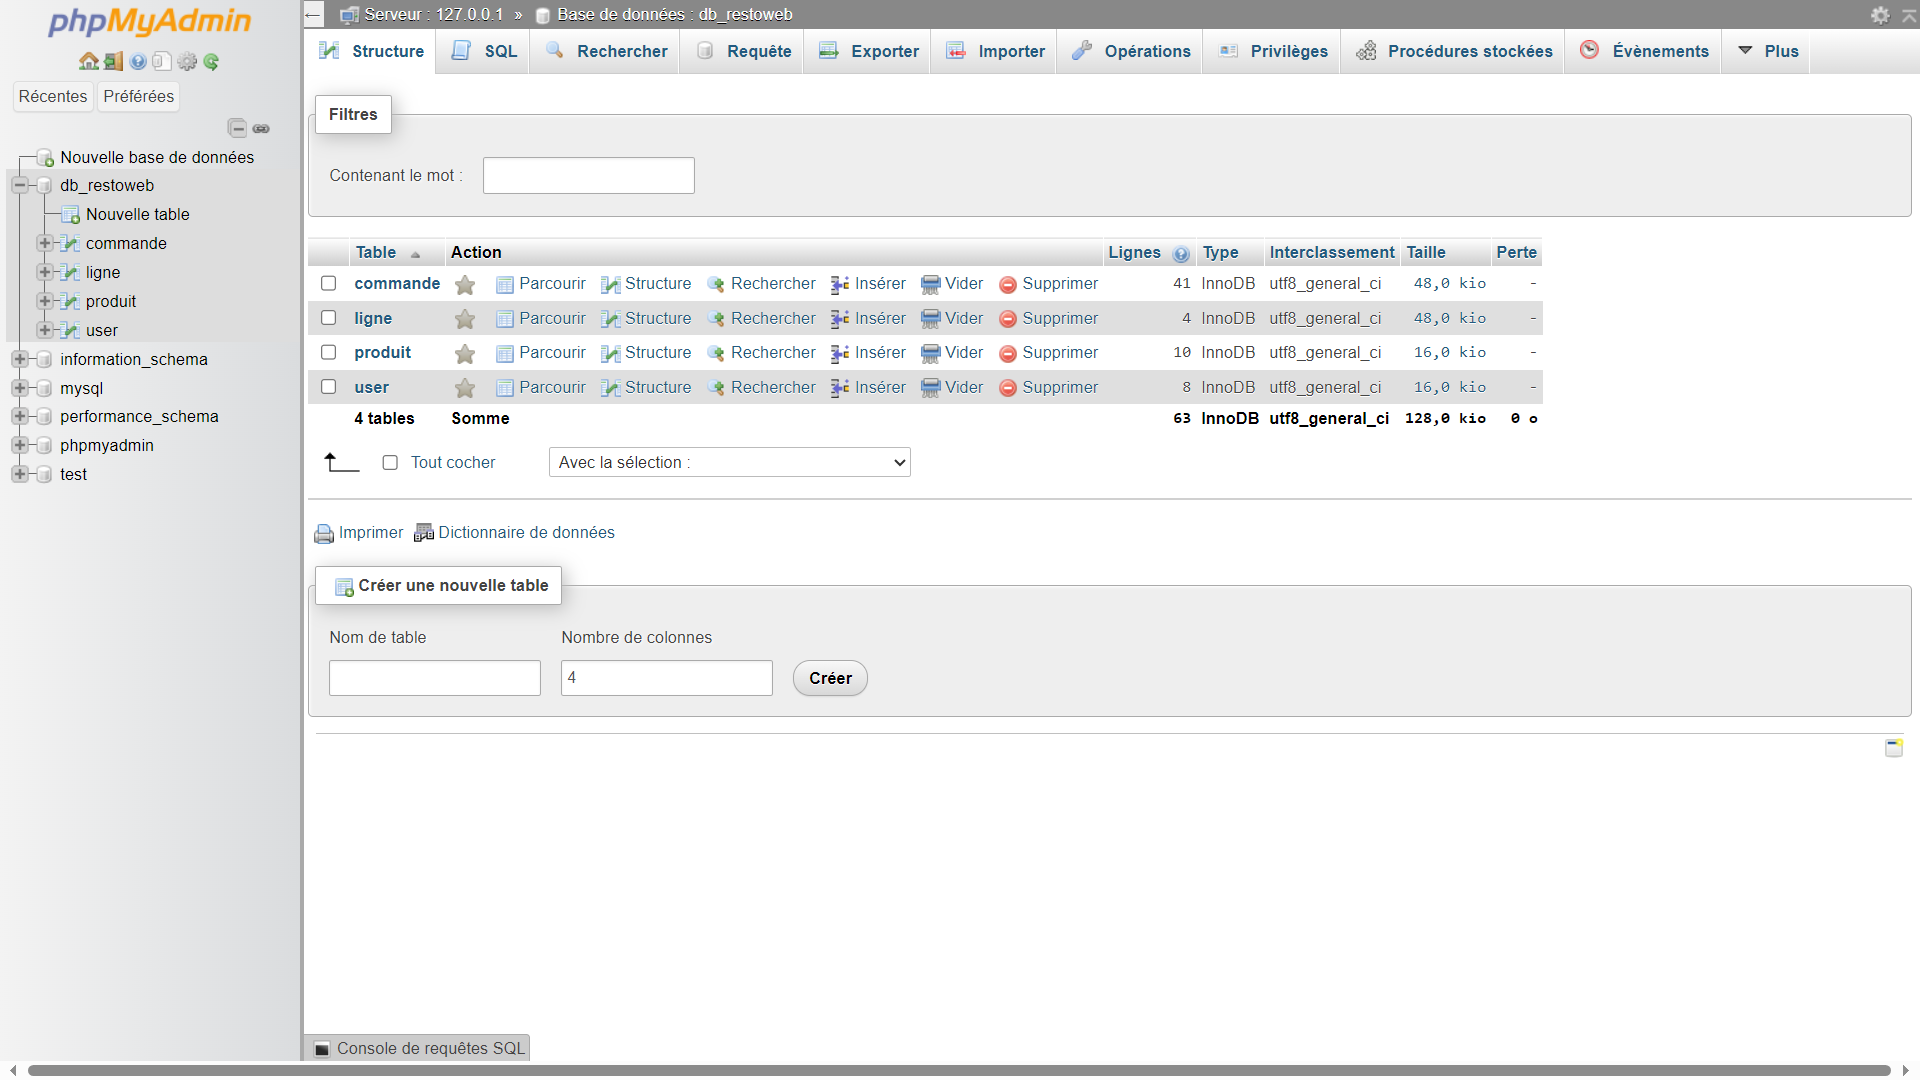 phpMyAdmin
Récentes Préférées
Nouvelle base de données
db_restoweb
Nouvelle table
commande
ligne
produit
user
information_schema
mysql
performance_schema
phpmyadmin
test
Serveur : 127.0.0.1 » Base de données : db_restoweb
Structure SQL Rechercher Requête Exporter Importer Opérations Privilèges Procédures stockées Évènements Plus
Filtres
Contenant le mot :
Table Action Lignes Type Interclassement Taille Perte
commande Parcourir Structure Rechercher Insérer Vider Supprimer 41 InnoDB utf8_general_ci 48,0 kio -
ligne Parcourir Structure Rechercher Insérer Vider Supprimer 4 InnoDB utf8_general_ci 48,0 kio -
produit Parcourir Structure Rechercher Insérer Vider Supprimer 10 InnoDB utf8_general_ci 16,0 kio -
user Parcourir Structure Rechercher Insérer Vider Supprimer 8 InnoDB utf8_general_ci 16,0 kio -
4 tables Somme 63 InnoDB utf8_general_ci 128,0 kio 0 o
Tout cocher Avec la sélection :
Imprimer Dictionnaire de données
Créer une nouvelle table
Nom de table Nombre de colonnes
4 Créer
Console de requêtes SQL